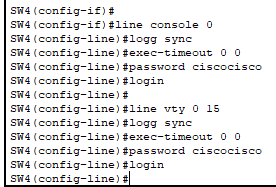 SW4(config-if)#
SW4(config-if)#line console 0
SW4(config-line)#logg sync
SW4(config-line)#exec-timeout 0 0
SW4(config-line)#password ciscocisco
SW4(config-line)#login
SW4(config-line)#
SW4(config-line)#line vty 0 15
SW4(config-line)#logg sync
SW4(config-line)#exec-timeout 0 0
SW4(config-line)#password ciscocisco
SW4(config-line)#login
SW4(config-line)#